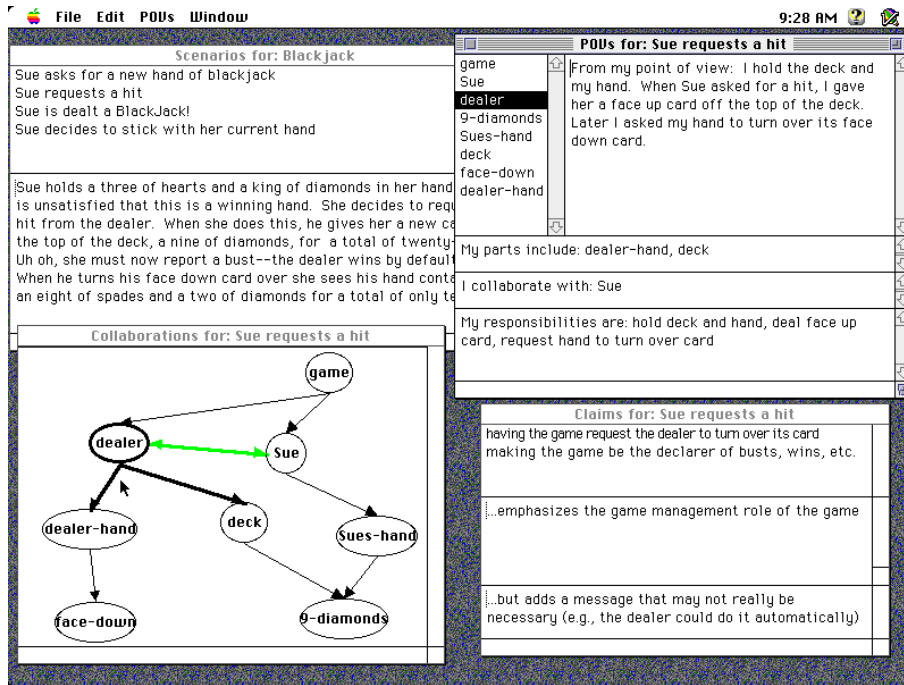 File Edit POVs Window
9:28 AM
Scenarios for: Blackjack
Sue asks for a new hand of blackjack
Sue requests a hit
Sue is dealt a BlackJack!
Sue decides to stick with her current hand
Sue holds a three of hearts and a king of diamonds in her hand
is unsatisfied that this is a winning hand. She decides to
hit from the dealer. When she does this, he gives her a new
the top of the deck, a nine of diamonds, for a total of twenty-
Uh oh, she must now report a bust--the dealer wins by default
When he turns his face down card over she sees his hand
an eight of spades and a two of diamonds for a total of only
POVs for: Sue requests a hit
game
Sue
dealer
9-diamonds
Sues-hand
deck
face-down
dealer-hand
From my point of view: I hold the deck and
my hand. When Sue asked for a hit, I gave
her a face up card off the top of the deck.
Later I asked my hand to turn over its face
down card.
My parts include: dealer-hand, deck
I collaborate with: Sue
My responsibilities are: hold deck and hand, deal face up
card, request hand to turn over card
Collaborations for: Sue requests a hit
game
dealer
Sue
dealer-hand
deck
Sues-hand
face-down
9-diamonds
Claims for: Sue requests a hit
having the game request the dealer to turn over its card
making the game be the declarer of busts, wins, etc.
...emphasizes the game management role of the game
...but adds a message that may not really be
necessary (e.g., the dealer could do it automatically)